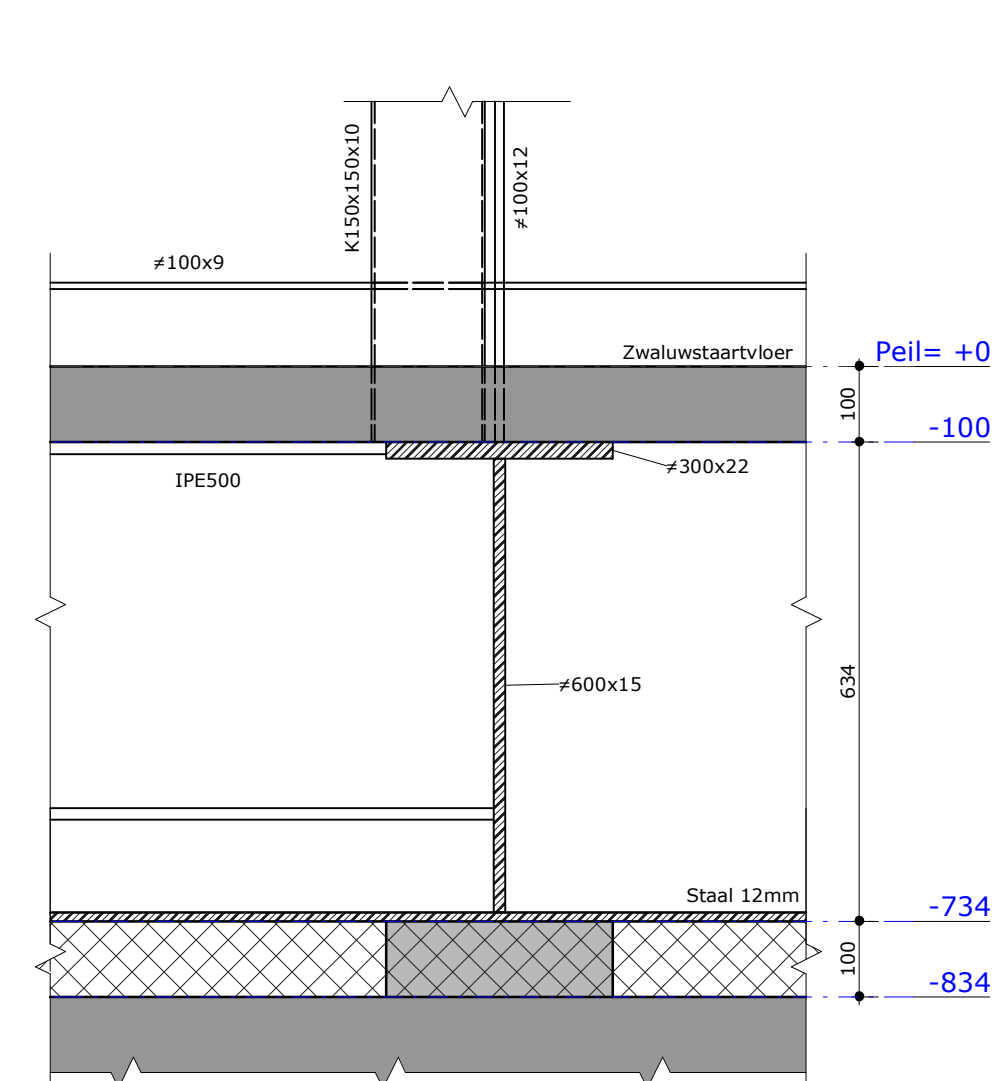 K150x150x10
≠100x12
≠100x9
Zwaluwstaartvloer
Peil= +0
100
-100
≠300x22
IPE500
634
≠600x15
Staal 12mm
-734
100
-834